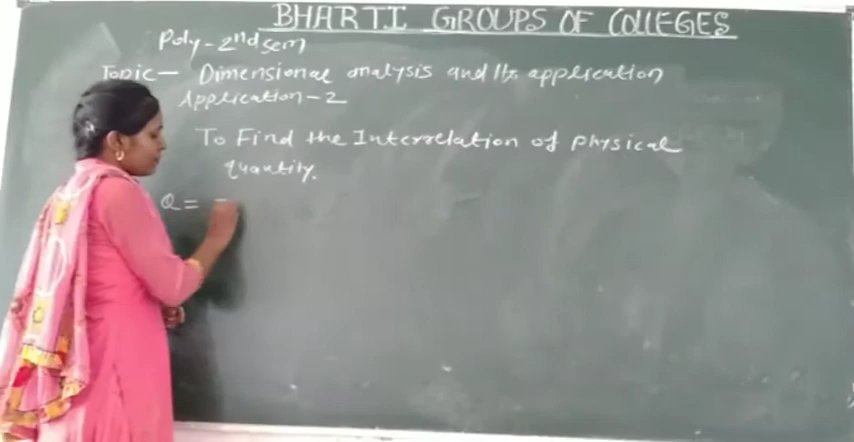 BHARTI GROUPS OF COLLEGES
Poly - 2nd sem
Topic - Dimensional analysis and Its application
Application - 2
To Find the Interrelation of physical
quantity.
Q =